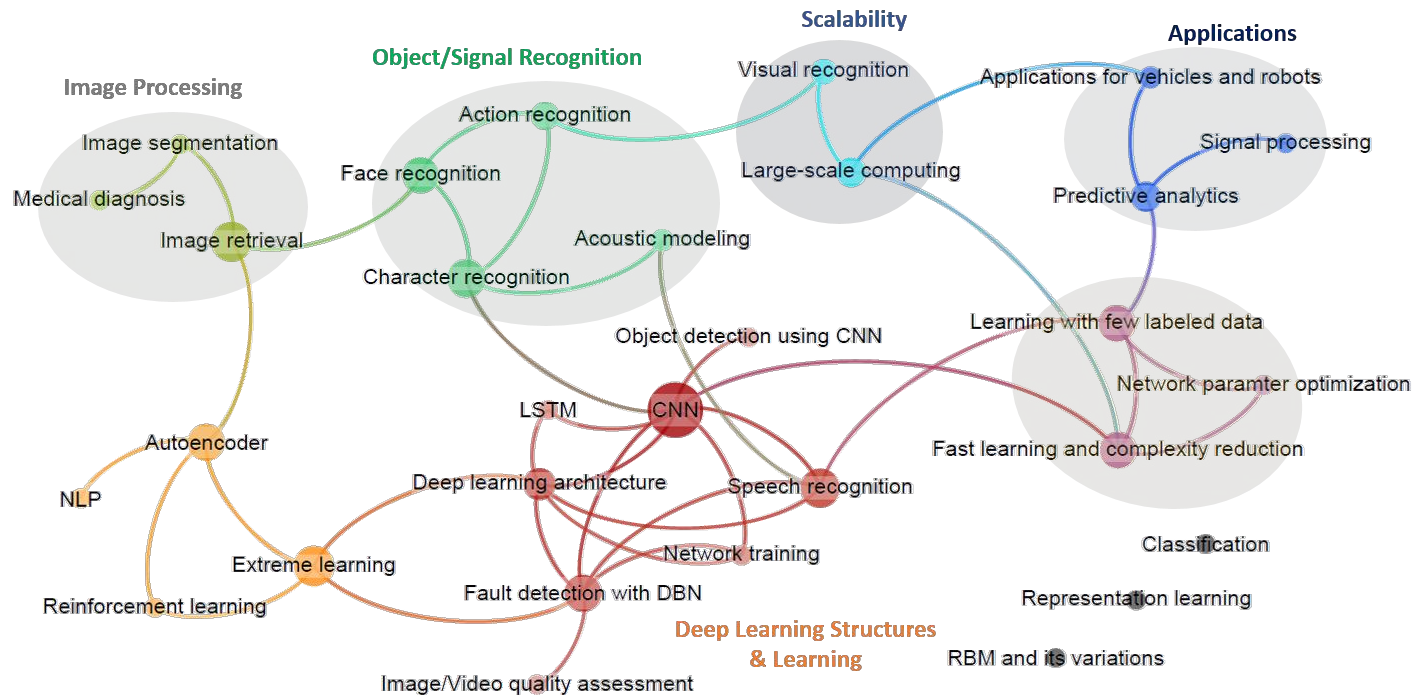 Scalability
Applications
Object/Signal Recognition
Image Processing
Visual recognition
Applications for vehicles and robots
Action recognition
Image segmentation
Signal processing
Face recognition
Large-scale computing
Medical diagnosis
Predictive analytics
Image retrieval
Acoustic modeling
Character recognition
Learning with few labeled data
Object detection using CNN
Network paramter optimization
LSTM
CNN
Autoencoder
Fast learning and complexity reduction
Deep learning architecture
Speech recognition
NLP
Classification
Network training
Extreme learning
Fault detection with DBN
Representation learning
Reinforcement learning
Deep Learning Structures
& Learning
RBM and its variations
Image/Video quality assessment